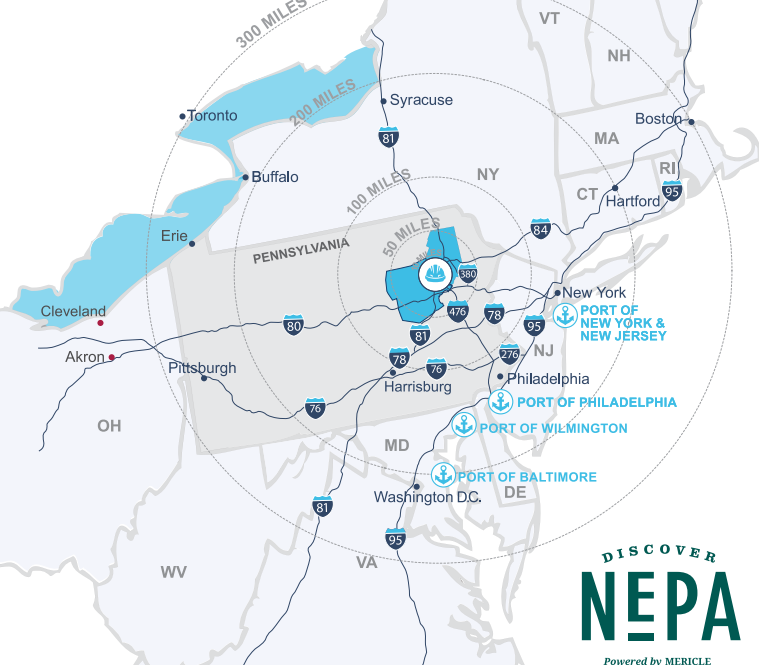 300 MILES
VT
NH
200 MILES
Syracuse
Toronto
Boston
81
MA
NY
RI
Buffalo
100 MILES
CT
95
Hartford
50 MILES
84
Erie
PENNSYLVANIA
380
New York
Cleveland
476
78
PORT OF
NEW YORK &
NEW JERSEY
80
95
81
Akron
78
276
NJ
Pittsburgh
76
Harrisburg
Philadelphia
76
PORT OF PHILADELPHIA
OH
PORT OF WILMINGTON
MD
PORT OF BALTIMORE
DE
Washington D.C.
81
95
VA
WV
DISCOVER
NEPA
Powered by MERICLE